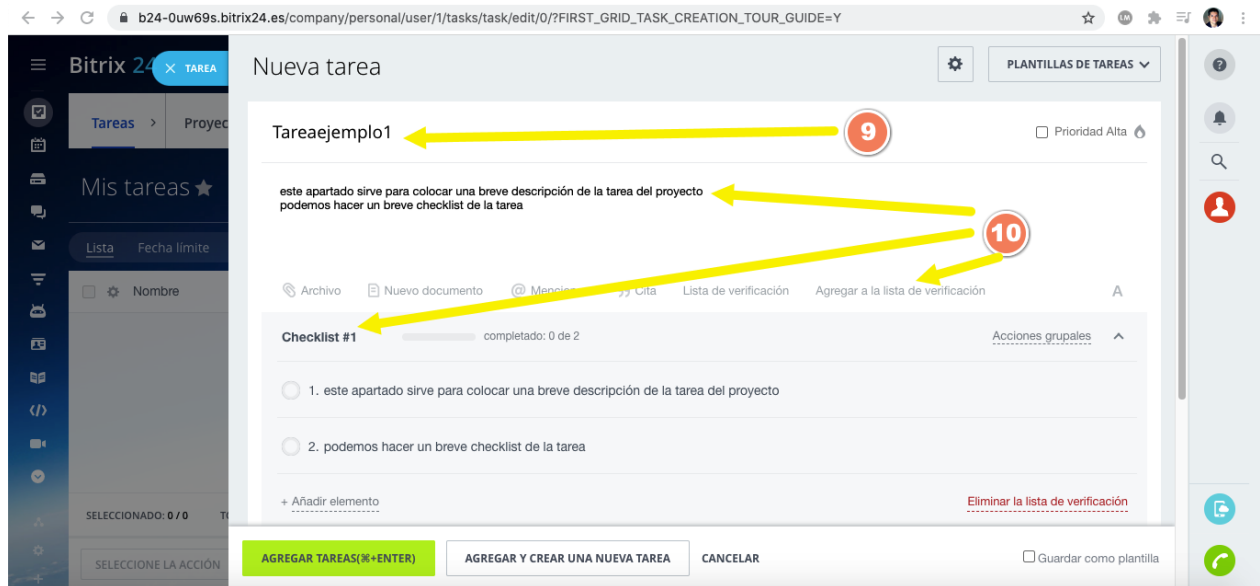 b24-0uw69s.bitrix24.es/company/personal/user/1/tasks/task/edit/0/?FIRST_GRID_TASK_CREATION_TOUR_GUIDE=Y
LM
Bitrix 24
× TAREA
Nueva tarea
PLANTILLAS DE TAREAS
Tareas
Proyec
Tareaejemplo1
9
Prioridad Alta
Mis tareas
este apartado sirve para colocar una breve descripción de la tarea del proyecto
podemos hacer un breve checklist de la tarea
10
Lista
Fecha límite
Nombre
Archivo
Nuevo documento
Cita
Lista de verificación
Agregar a la lista de verificación
A
Checklist #1
completado: 0 de 2
Acciones grupales
1. este apartado sirve para colocar una breve descripción de la tarea del proyecto
2. podemos hacer un breve checklist de la tarea
+ Añadir elemento
Eliminar la lista de verificación
SELECCIONADO: 0 / 0
TO
AGREGAR TAREAS(⌘+ENTER)
AGREGAR Y CREAR UNA NUEVA TAREA
CANCELAR
Guardar como plantilla
SELECCIONE LA ACCIÓN